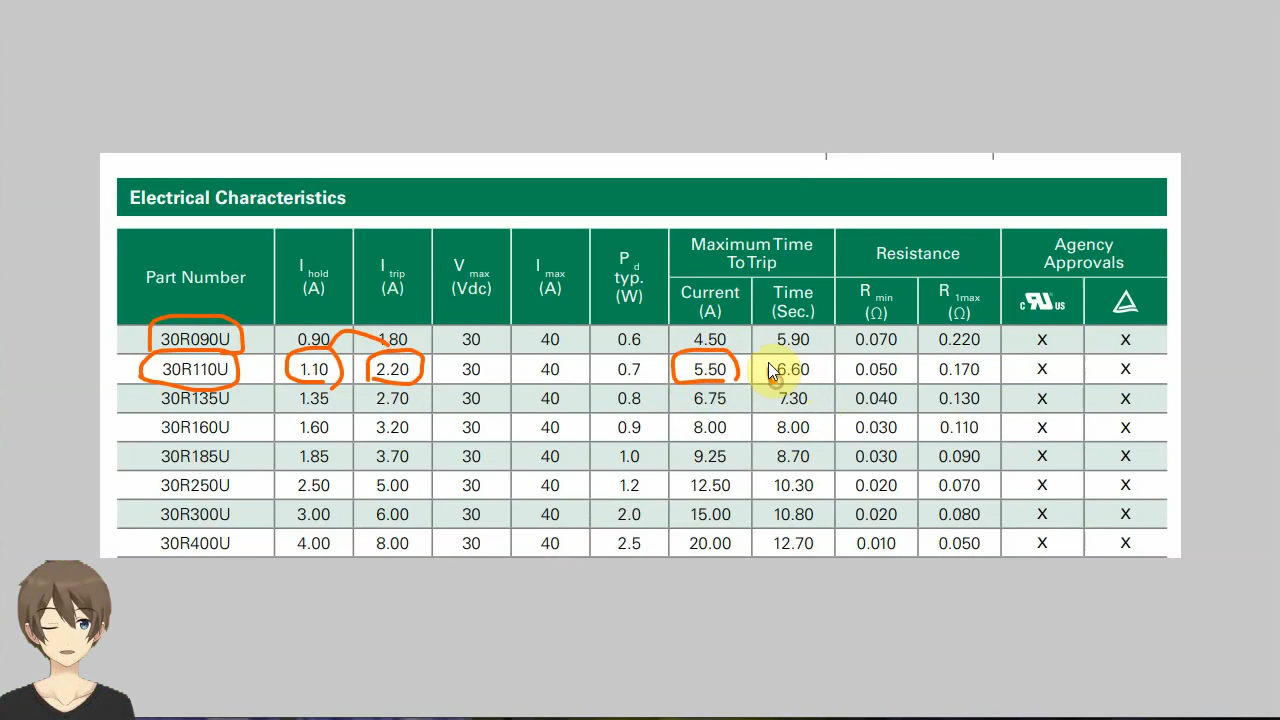 Electrical Characteristics
Part Number I hold (A) I trip (A) V max (Vdc) I max (A) P d typ. (W) Maximum Time To Trip Resistance Agency Approvals
Current (A) Time (Sec.) R min (Ω) R 1max (Ω) c RU US
30R090U 0.90 1.80 30 40 0.6 4.50 5.90 0.070 0.220 X X
30R110U 1.10 2.20 30 40 0.7 5.50 6.60 0.050 0.170 X X
30R135U 1.35 2.70 30 40 0.8 6.75 7.30 0.040 0.130 X X
30R160U 1.60 3.20 30 40 0.9 8.00 8.00 0.030 0.110 X X
30R185U 1.85 3.70 30 40 1.0 9.25 8.70 0.030 0.090 X X
30R250U 2.50 5.00 30 40 1.2 12.50 10.30 0.020 0.070 X X
30R300U 3.00 6.00 30 40 2.0 15.00 10.80 0.020 0.080 X X
30R400U 4.00 8.00 30 40 2.5 20.00 12.70 0.010 0.050 X X